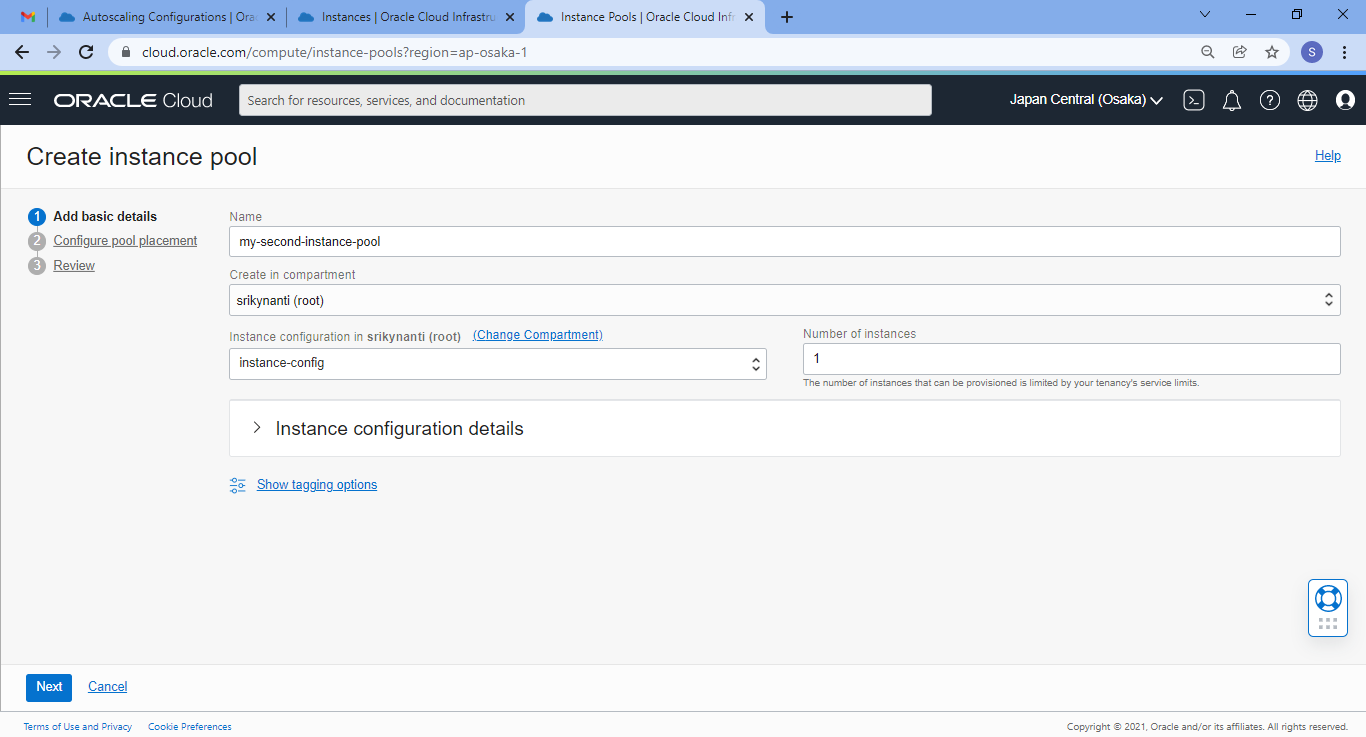 Autoscaling Configurations | Orac
Instances | Oracle Cloud Infrastru
Instance Pools | Oracle Cloud Infr
cloud.oracle.com/compute/instance-pools?region=ap-osaka-1
S
ORACLE Cloud
Search for resources, services, and documentation
Japan Central (Osaka)
Create instance pool
Help
1 Add basic details
2 Configure pool placement
3 Review
Name
my-second-instance-pool
Create in compartment
srikynanti (root)
Instance configuration in srikynanti (root) (Change Compartment)
instance-config
Number of instances
1
The number of instances that can be provisioned is limited by your tenancy's service limits.
Instance configuration details
Show tagging options
Next
Cancel
Terms of Use and Privacy
Cookie Preferences
Copyright © 2021, Oracle and/or its affiliates. All rights reserved.